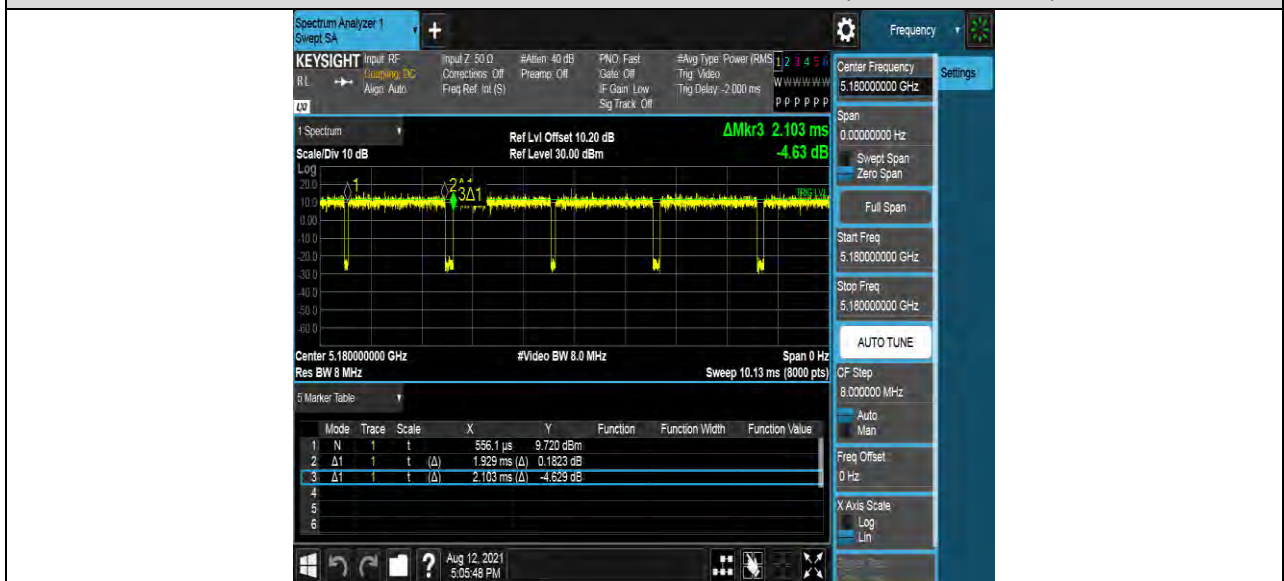 Spectrum Analyzer 1
Swept SA
+
Frequency
KEYSIGHT Input: RF Input Z: 50 Ω #Atten: 40 dB PNO: Fast #Avg Type: Power (RMS 1 2 3 4 5 6
RL Coupling: DC Corrections: Off Preamp: Off Gate: Off Trig: Video W W W W W W
Align: Auto Freq Ref: Int (S) IF Gain: Low Trig Delay: -2.000 ms
LXI Sig Track: Off P P P P P P
Center Frequency
5.180000000 GHz
Settings
Span
0.00000000 Hz
Swept Span
Zero Span
Full Span
Start Freq
5.180000000 GHz
Stop Freq
5.180000000 GHz
AUTO TUNE
CF Step
8.000000 MHz
Auto
Man
Freq Offset
0 Hz
X Axis Scale
Log
Lin
1 Spectrum Ref Lvl Offset 10.20 dB ΔMkr3 2.103 ms
Scale/Div 10 dB Ref Level 30.00 dBm -4.63 dB
Log
20.0
10.0
0.00
-10.0
-20.0
-30.0
-40.0
-50.0
-60.0
1
3Δ1
TRIG LVL
Center 5.180000000 GHz #Video BW 8.0 MHz Span 0 Hz
Res BW 8 MHz Sweep 10.13 ms (8000 pts)
5 Marker Table
Mode Trace Scale X Y Function Function Width Function Value
1 N 1 t 556.1 µs 9.720 dBm
2 Δ1 1 t (Δ) 1.929 ms (Δ) 0.1823 dB
3 Δ1 1 t (Δ) 2.103 ms (Δ) -4.629 dB
4
5
6
?
Aug 12, 2021
5:05:48 PM